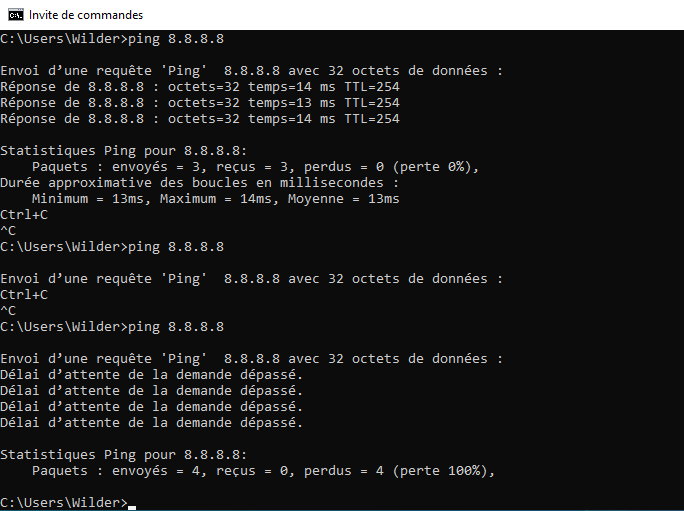 Invite de commandes
C:\Users\Wilder>ping 8.8.8.8
Envoi d’une requête 'Ping'  8.8.8.8 avec 32 octets de données :
Réponse de 8.8.8.8 : octets=32 temps=14 ms TTL=254
Réponse de 8.8.8.8 : octets=32 temps=13 ms TTL=254
Réponse de 8.8.8.8 : octets=32 temps=14 ms TTL=254
Statistiques Ping pour 8.8.8.8:
    Paquets : envoyés = 3, reçus = 3, perdus = 0 (perte 0%),
Durée approximative des boucles en millisecondes :
    Minimum = 13ms, Maximum = 14ms, Moyenne = 13ms
Ctrl+C
^C
C:\Users\Wilder>ping 8.8.8.8
Envoi d’une requête 'Ping'  8.8.8.8 avec 32 octets de données :
Ctrl+C
^C
C:\Users\Wilder>ping 8.8.8.8
Envoi d’une requête 'Ping'  8.8.8.8 avec 32 octets de données :
Délai d’attente de la demande dépassé.
Délai d’attente de la demande dépassé.
Délai d’attente de la demande dépassé.
Délai d’attente de la demande dépassé.
Statistiques Ping pour 8.8.8.8:
    Paquets : envoyés = 4, reçus = 0, perdus = 4 (perte 100%),
C:\Users\Wilder>